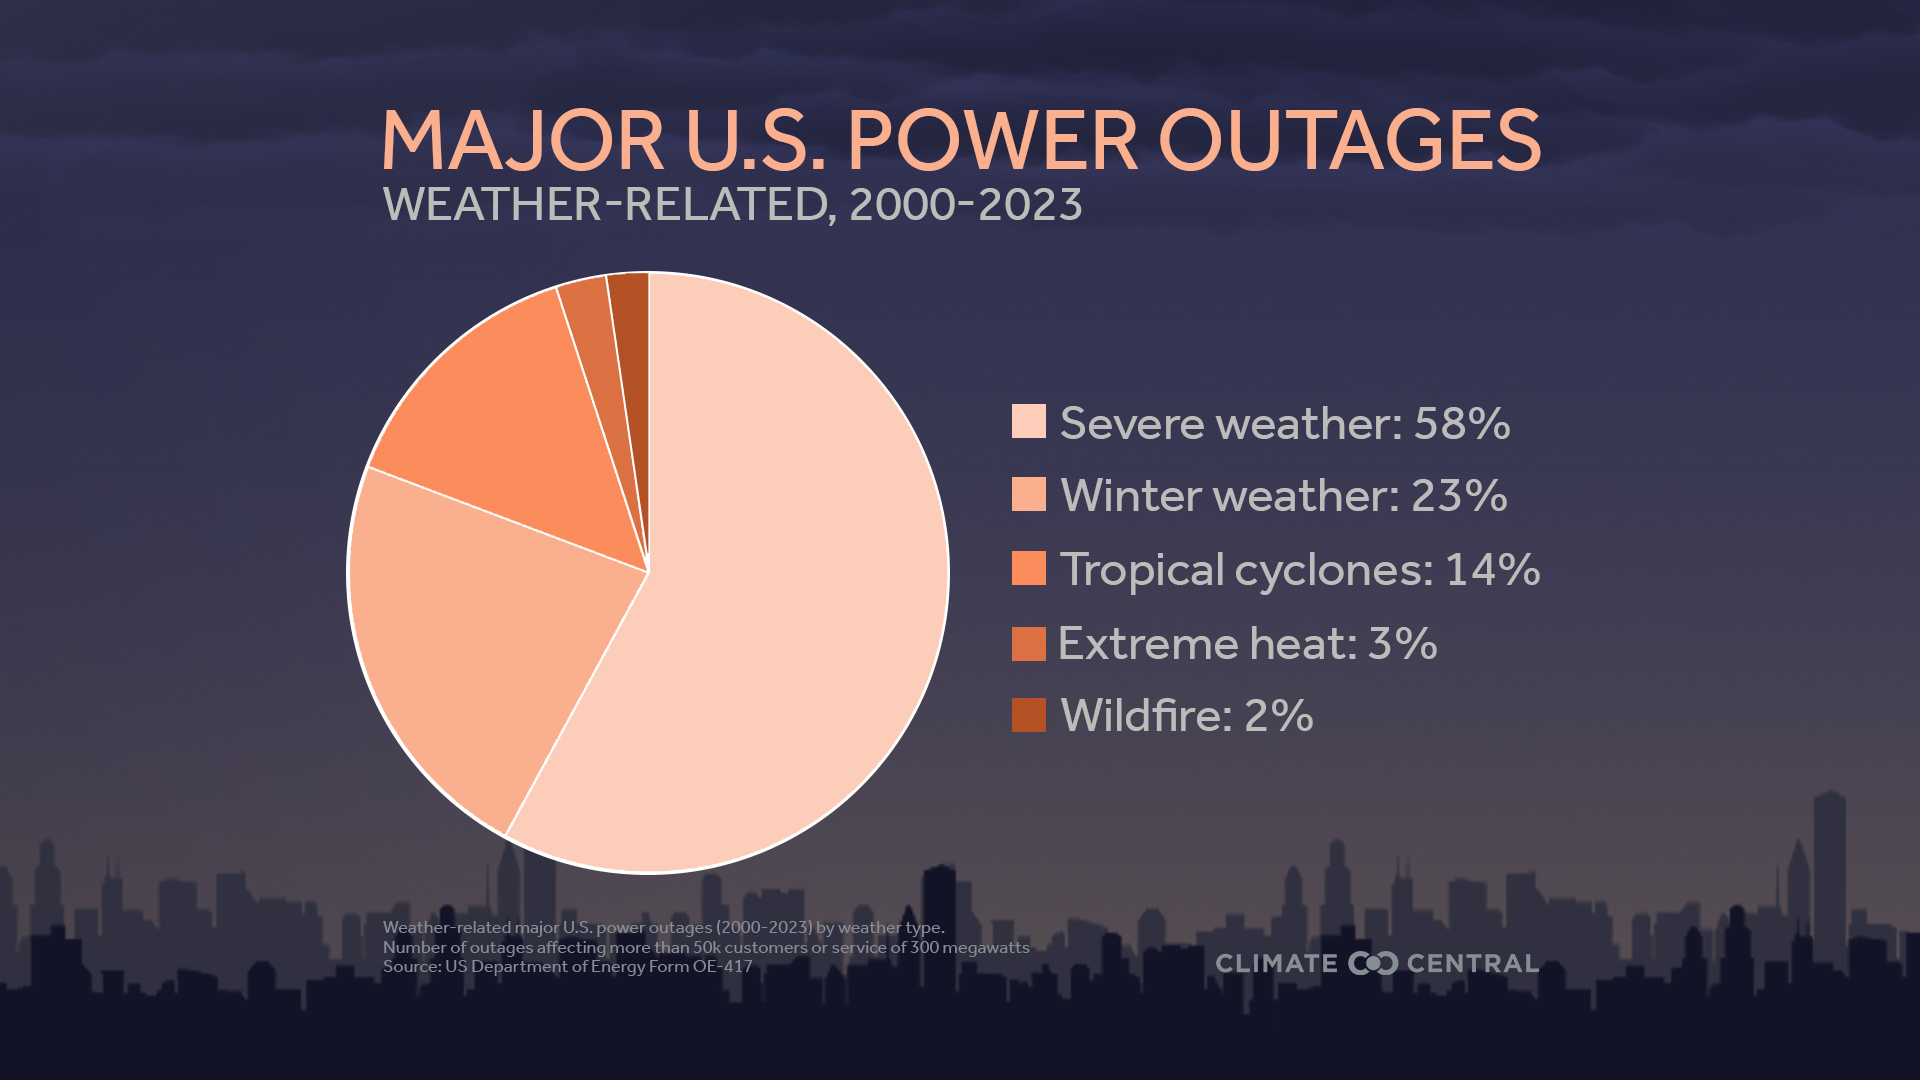 MAJOR U.S. POWER OUTAGES
WEATHER-RELATED, 2000-2023
Severe weather: 58%
Winter weather: 23%
Tropical cyclones: 14%
Extreme heat: 3%
Wildfire: 2%
Weather-related major U.S. power outages (2000-2023) by weather type.
Number of outages affecting more than 50k customers or service of 300 megawatts
Source: US Department of Energy Form OE-417
CLIMATE CENTRAL